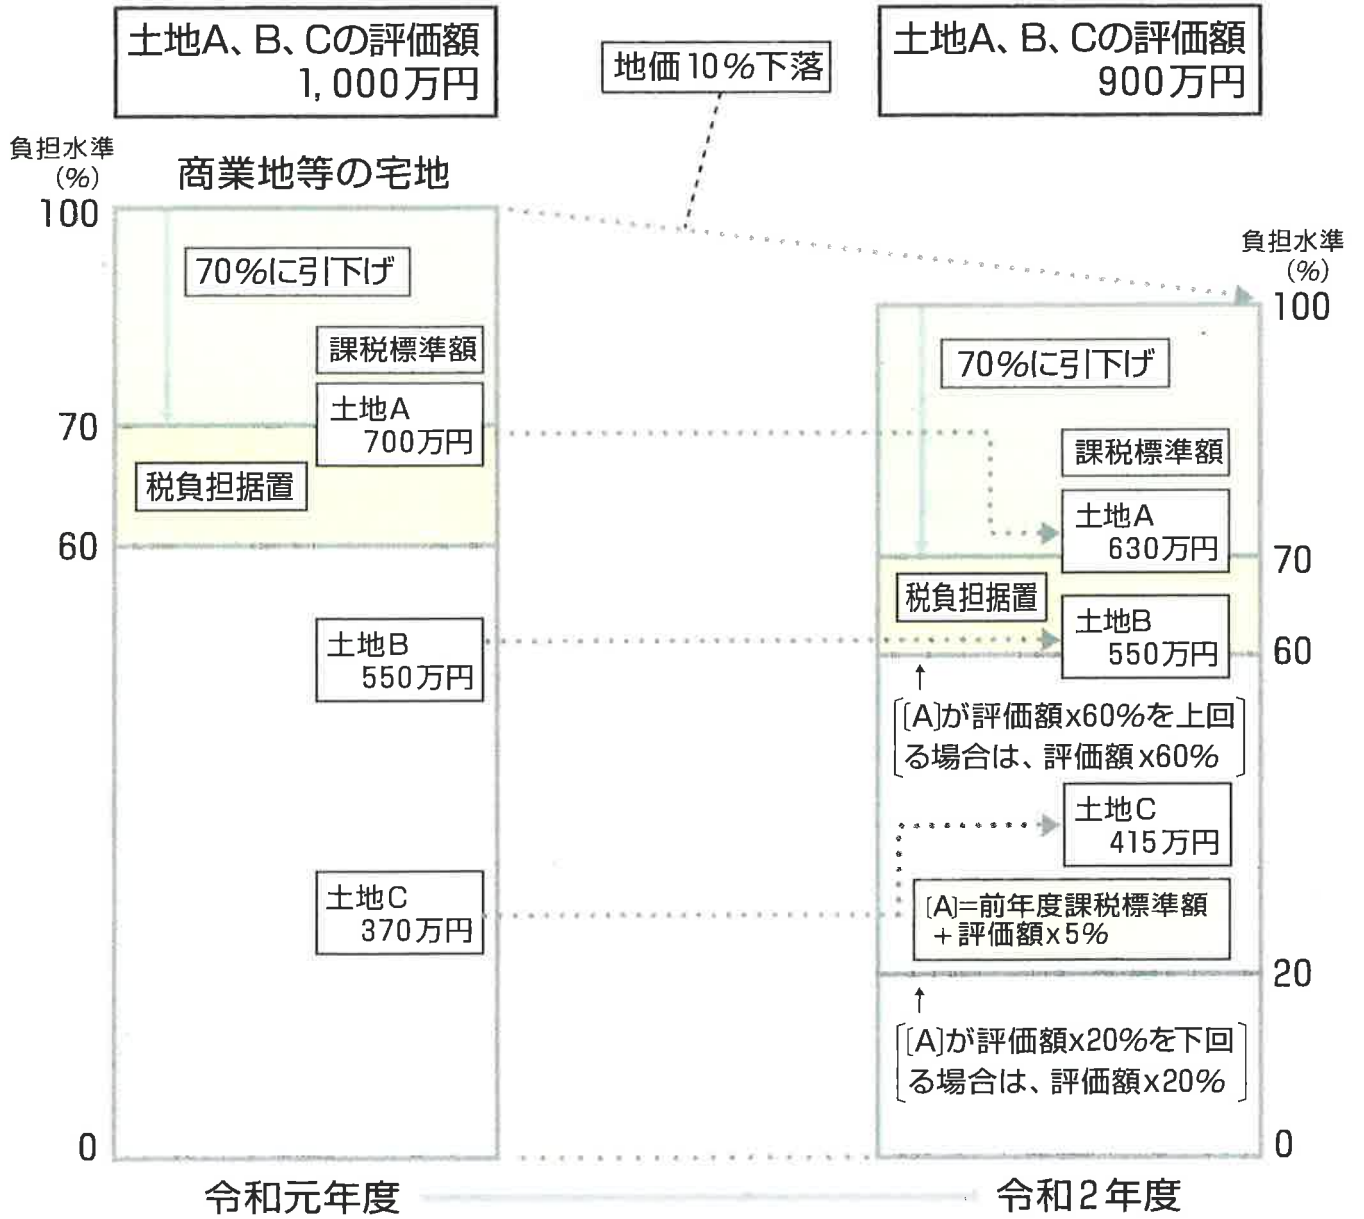 土地A、B、Cの評価額
1,000万円
地価10%下落
土地A、B、Cの評価額
900万円
負担水準
(%)
商業地等の宅地
100
70%に引下げ
課税標準額
土地A
700万円
70
税負担据置
60
土地B
550万円
土地C
370万円
0
令和元年度
負担水準
(%)
100
70%に引下げ
課税標準額
土地A
630万円
70
税負担据置
土地B
550万円
60
↑
[[A]が評価額x60%を上回
る場合は、評価額x60%]
土地C
415万円
[A]=前年度課税標準額
+評価額x5%
20
↑
[[A]が評価額x20%を下回
る場合は、評価額x20%]
0
令和2年度